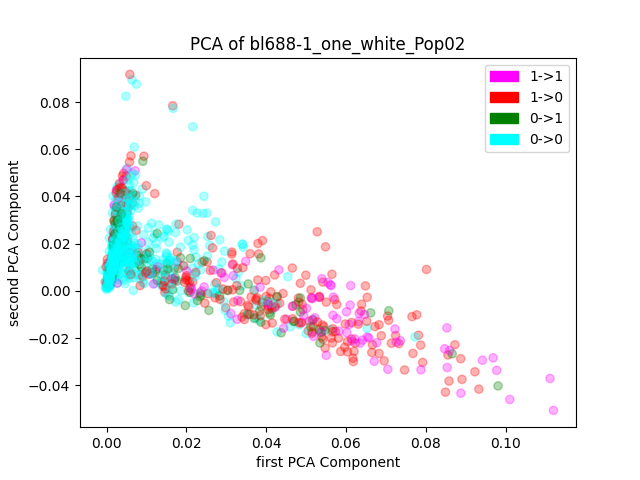 PCA of bl688-1_one_white_Pop02
1->1
1->0
0->1
0->0
0.08
0.06
0.04
0.02
0.00
−0.02
−0.04
second PCA Component
0.00 0.02 0.04 0.06 0.08 0.10
first PCA Component